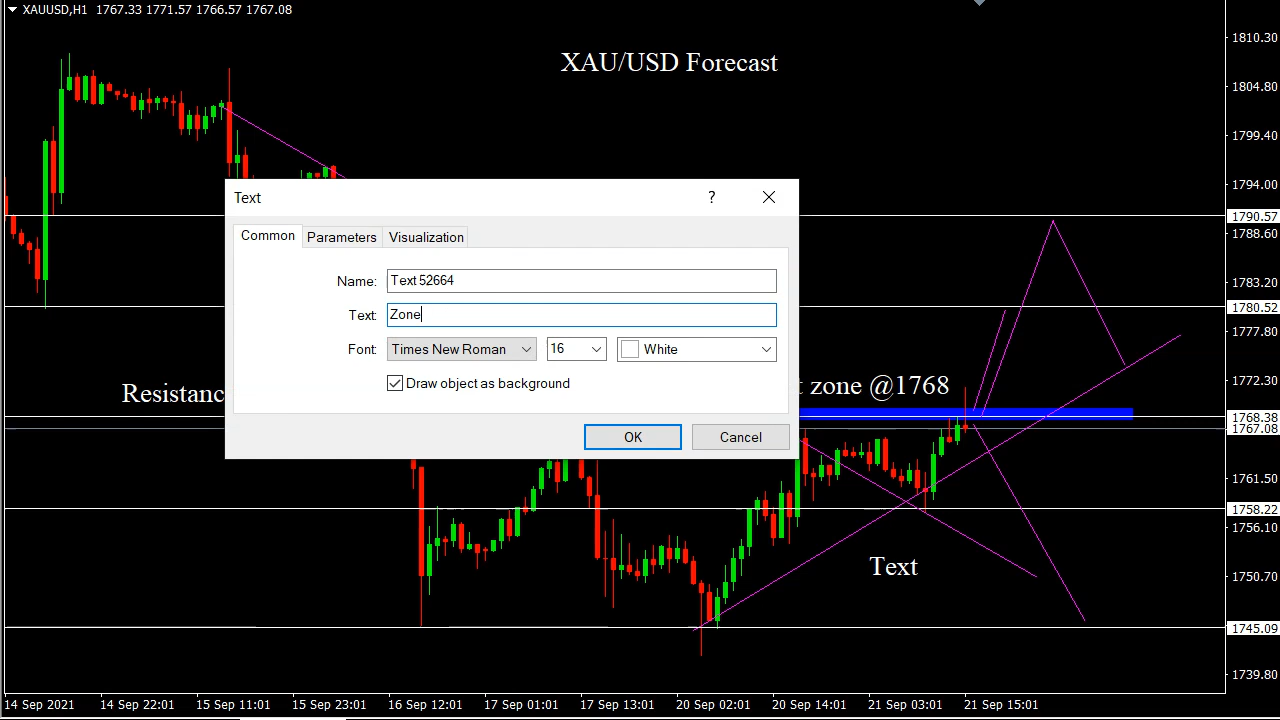 XAUUSD,H1 1767.33 1771.57 1766.57 1767.08
XAU/USD Forecast
1810.30
1804.80
1799.40
1794.00
1790.57
1788.60
1783.20
1780.52
1777.80
1772.30
1768.38
1767.08
1761.50
1758.22
1756.10
1750.70
1745.09
1739.80
Text
?
Common
Parameters
Visualization
Name:
Text 52664
Text:
Zone
Font:
Times New Roman
16
White
Draw object as background
OK
Cancel
Resistanc
zone @1768
Text
14 Sep 2021
14 Sep 22:01
15 Sep 11:01
15 Sep 23:01
16 Sep 12:01
17 Sep 01:01
17 Sep 13:01
20 Sep 02:01
20 Sep 14:01
21 Sep 03:01
21 Sep 15:01